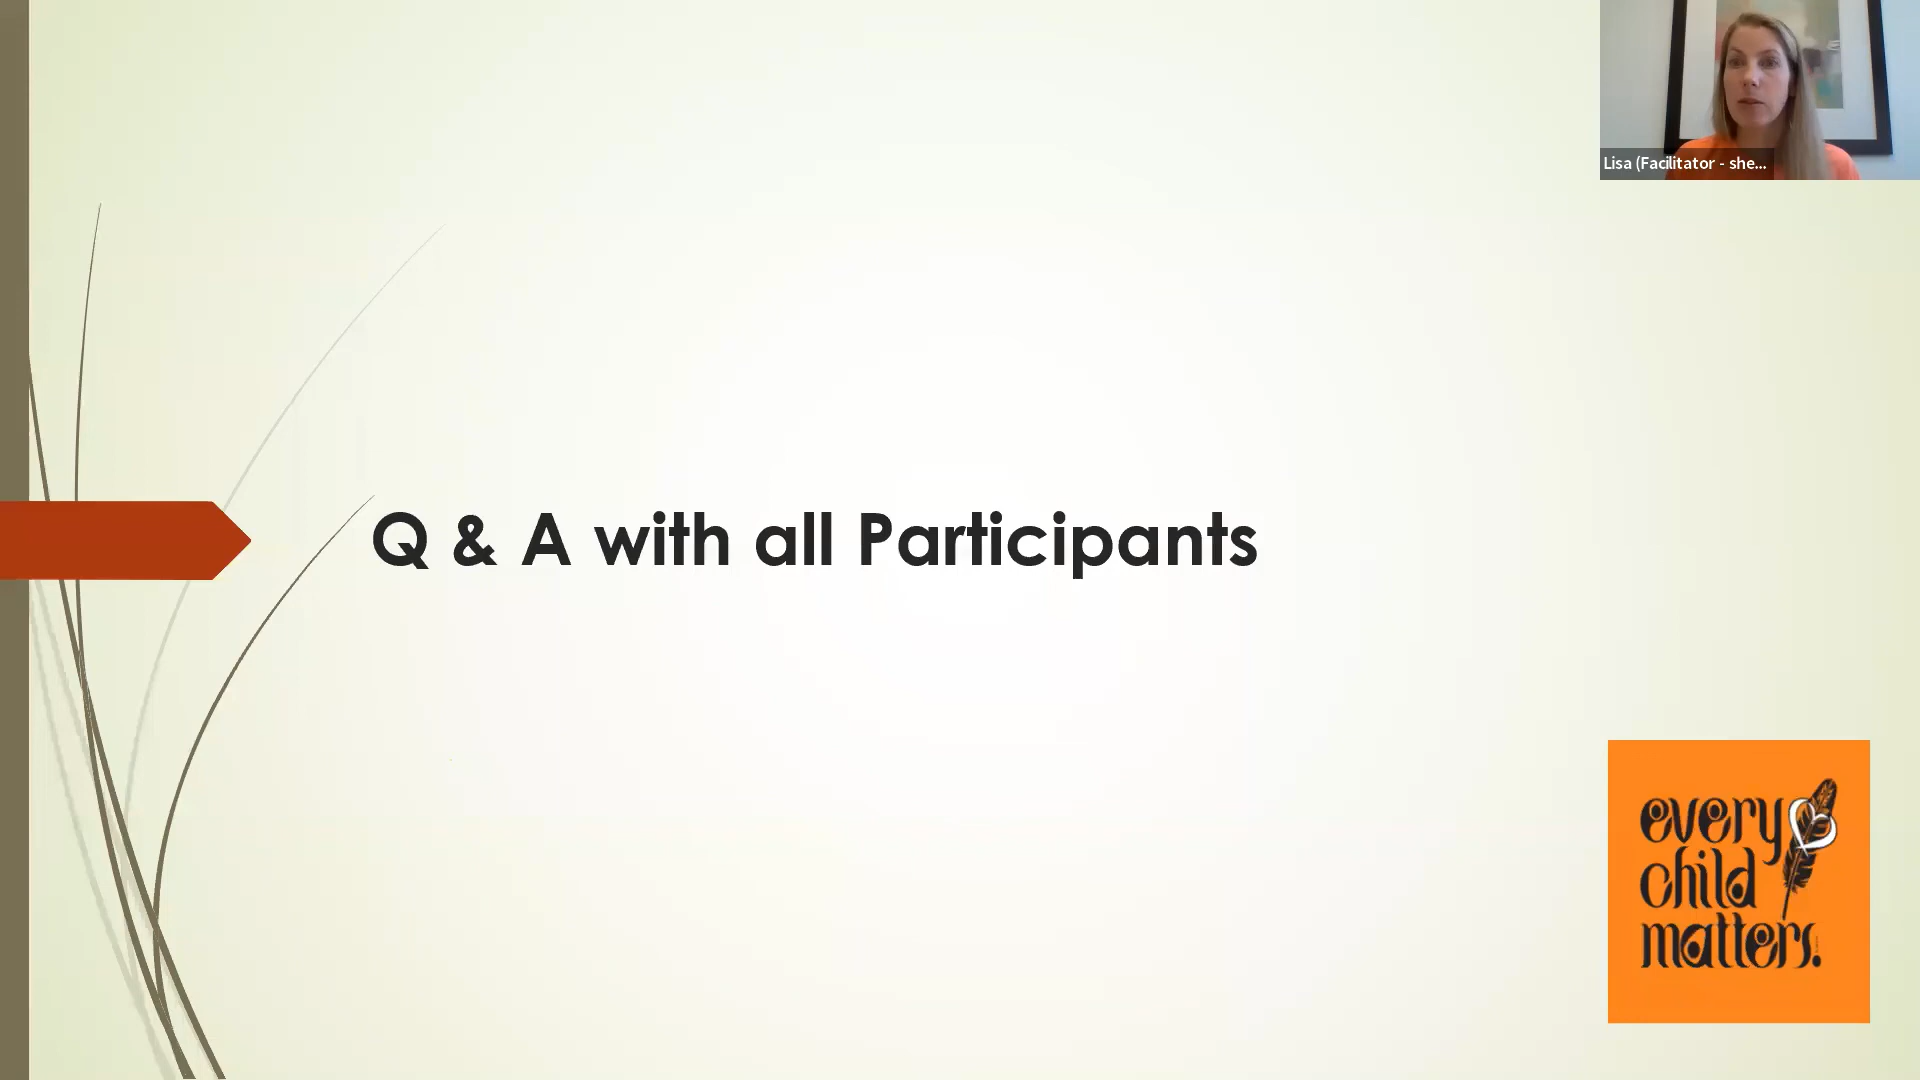 Lisa (Facilitator - she...
Q & A with all Participants
every
child
matters.